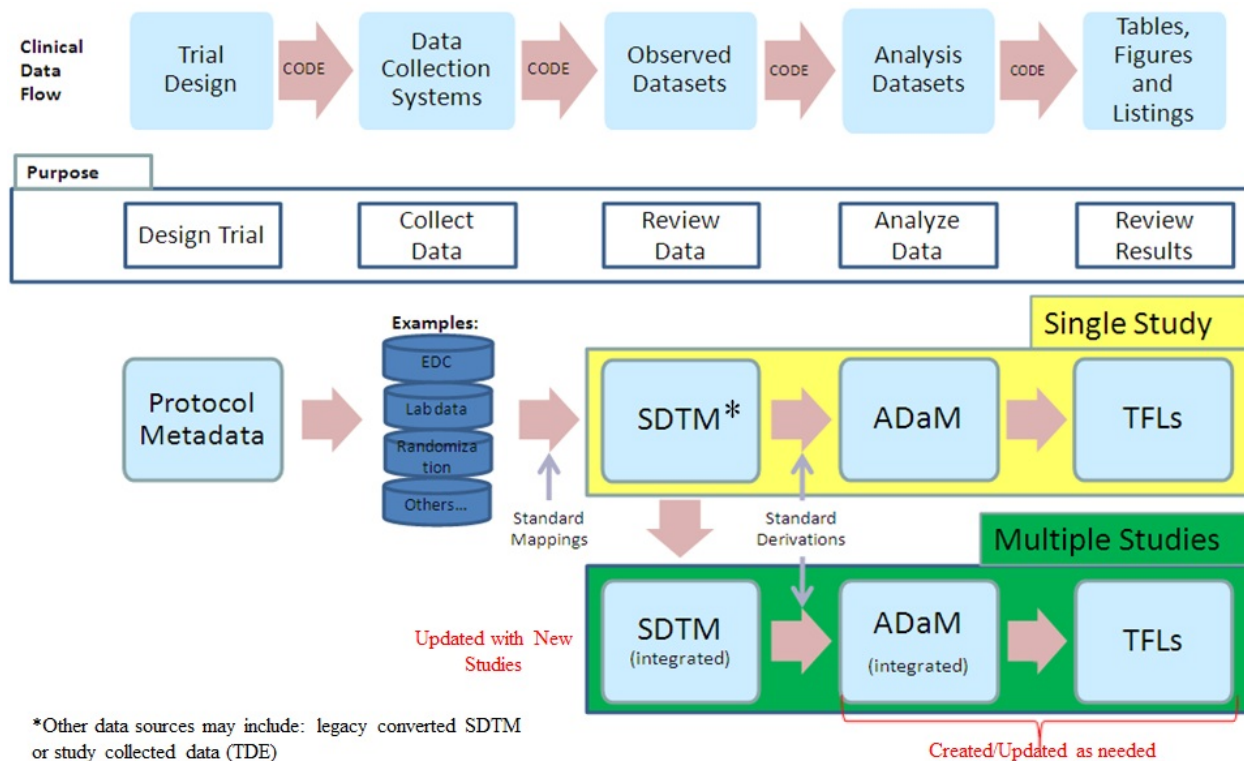 Clinical
Data
Flow
Trial
Design
CODE
Data
Collection
Systems
CODE
Observed
Datasets
CODE
Analysis
Datasets
CODE
Tables,
Figures
and
Listings
Purpose
Design Trial
Collect
Data
Review
Data
Analyze
Data
Review
Results
Protocol
Metadata
Examples:
EDC
Lab data
Randomiza
tion
Others...
Standard
Mappings
Single Study
SDTM*
ADaM
TFLs
Standard
Derivations
Multiple Studies
Updated with New
Studies
SDTM
(integrated)
ADaM
(integrated)
TFLs
Created/Updated as needed
*Other data sources may include: legacy converted SDTM
or study collected data (TDE)